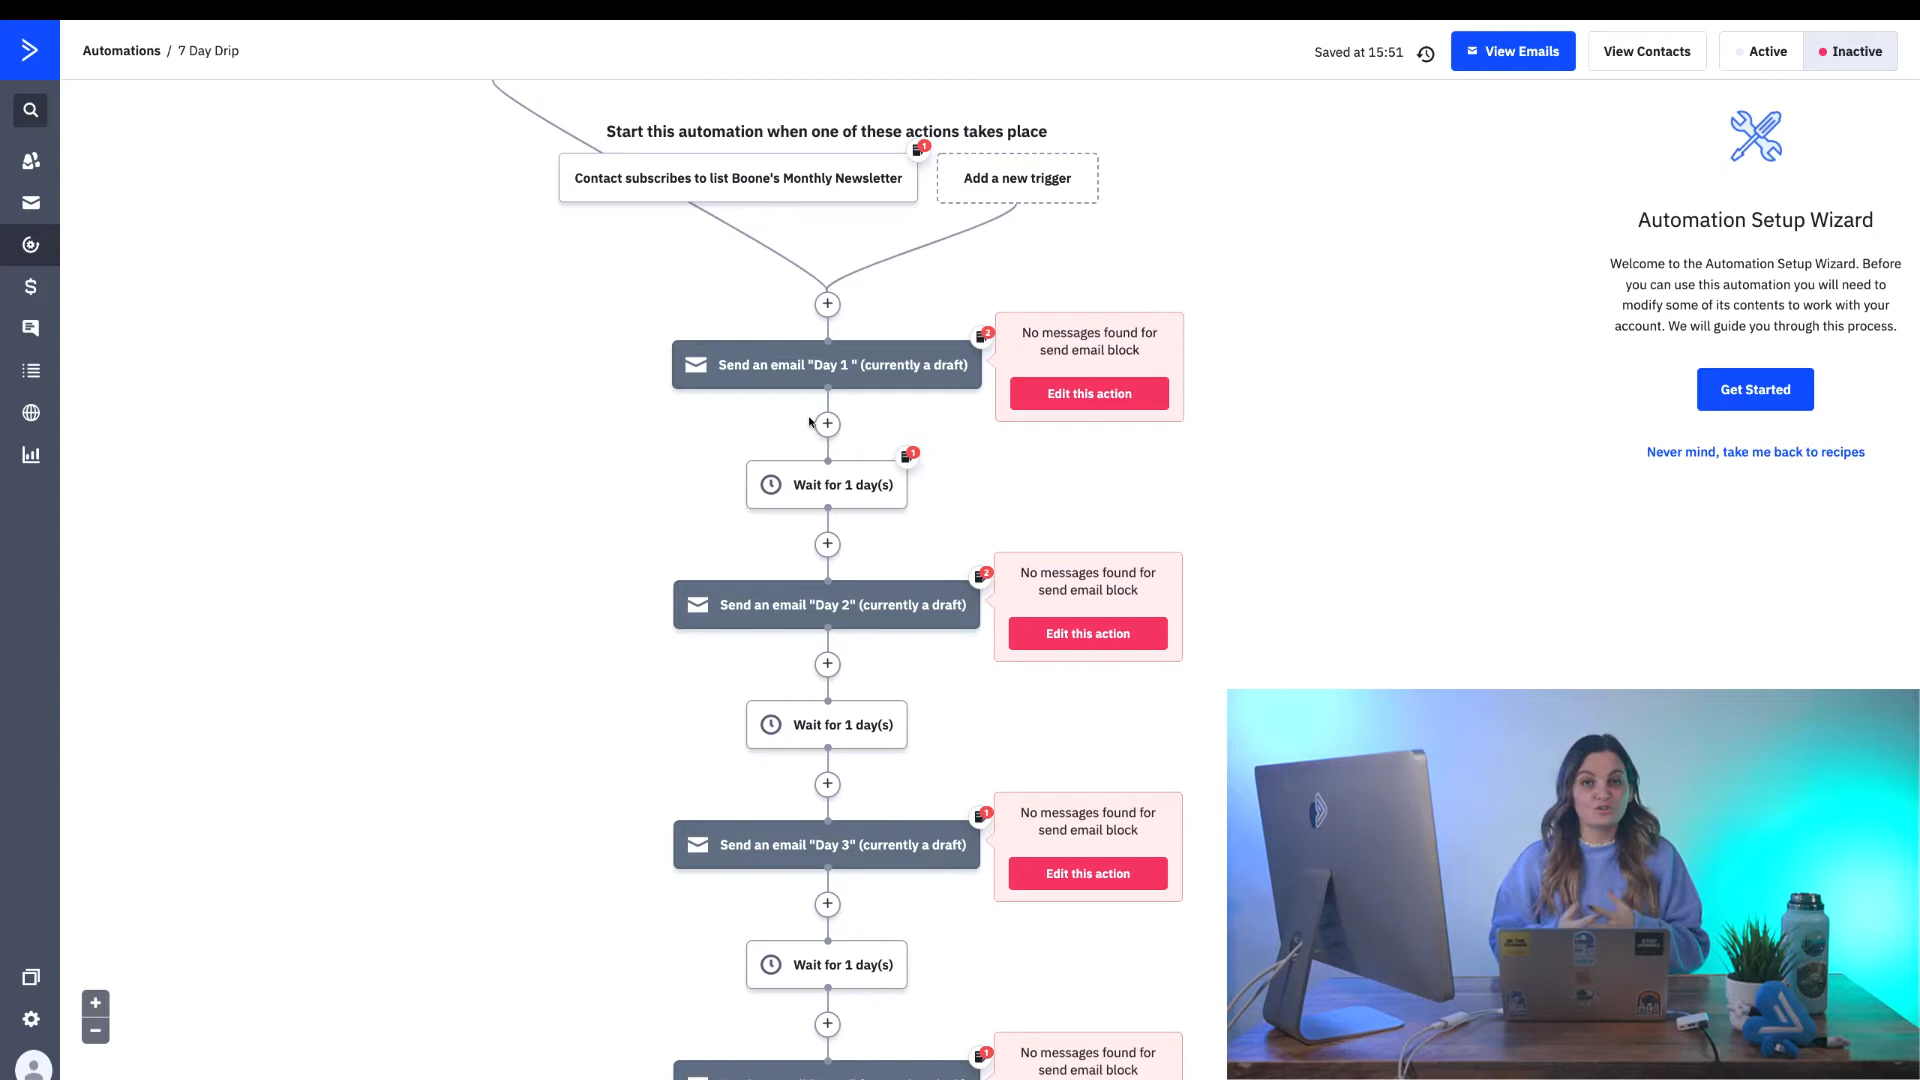 Automations / 7 Day Drip
Saved at 15:51
View Emails
View Contacts
Active
Inactive
Start this automation when one of these actions takes place
1
Contact subscribes to list Boone's Monthly Newsletter
Add a new trigger
Automation Setup Wizard
Welcome to the Automation Setup Wizard. Before
you can use this automation you will need to
modify some of its contents to work with your
account. We will guide you through this process.
Get Started
Never mind, take me back to recipes
2
Send an email "Day 1 " (currently a draft)
No messages found for
send email block
Edit this action
1
Wait for 1 day(s)
2
Send an email "Day 2" (currently a draft)
No messages found for
send email block
Edit this action
Wait for 1 day(s)
1
Send an email "Day 3" (currently a draft)
No messages found for
send email block
Edit this action
Wait for 1 day(s)
1
No messages found for
send email block